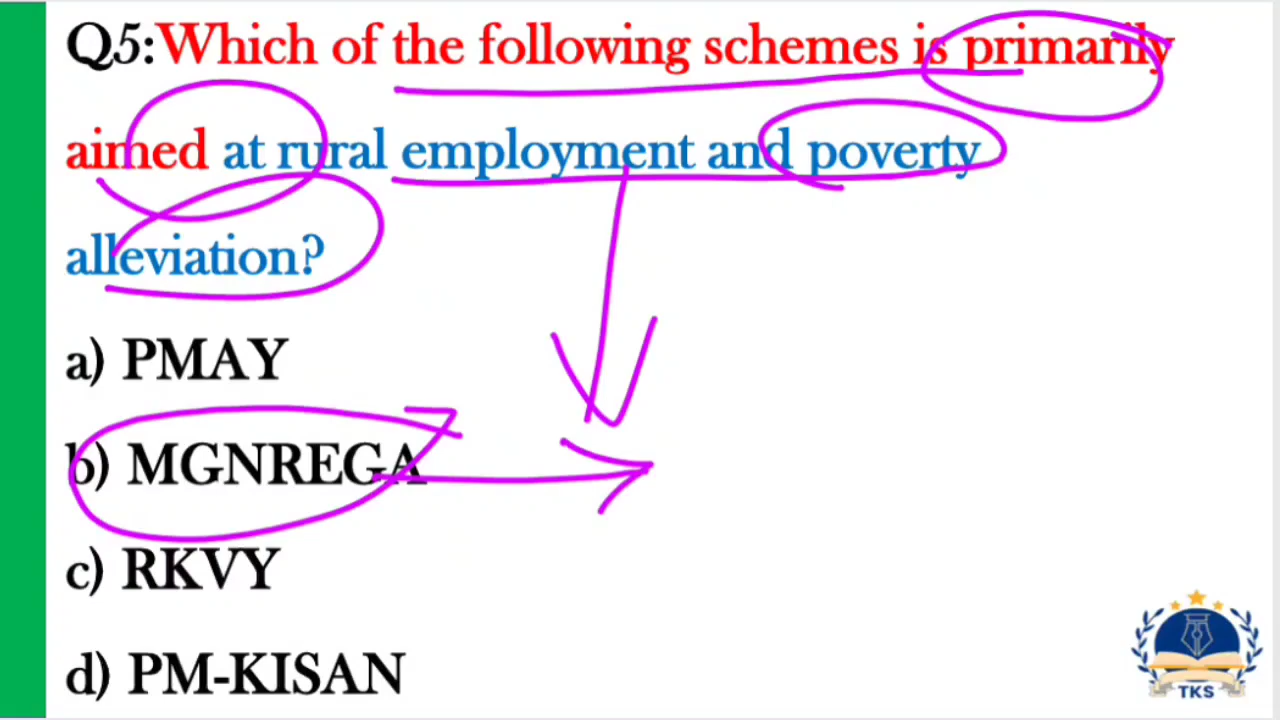 Q5:Which of the following schemes is primarily
aimed at rural employment and poverty
alleviation?
a) PMAY
b) MGNREGA
c) RKVY
d) PM-KISAN
TKS